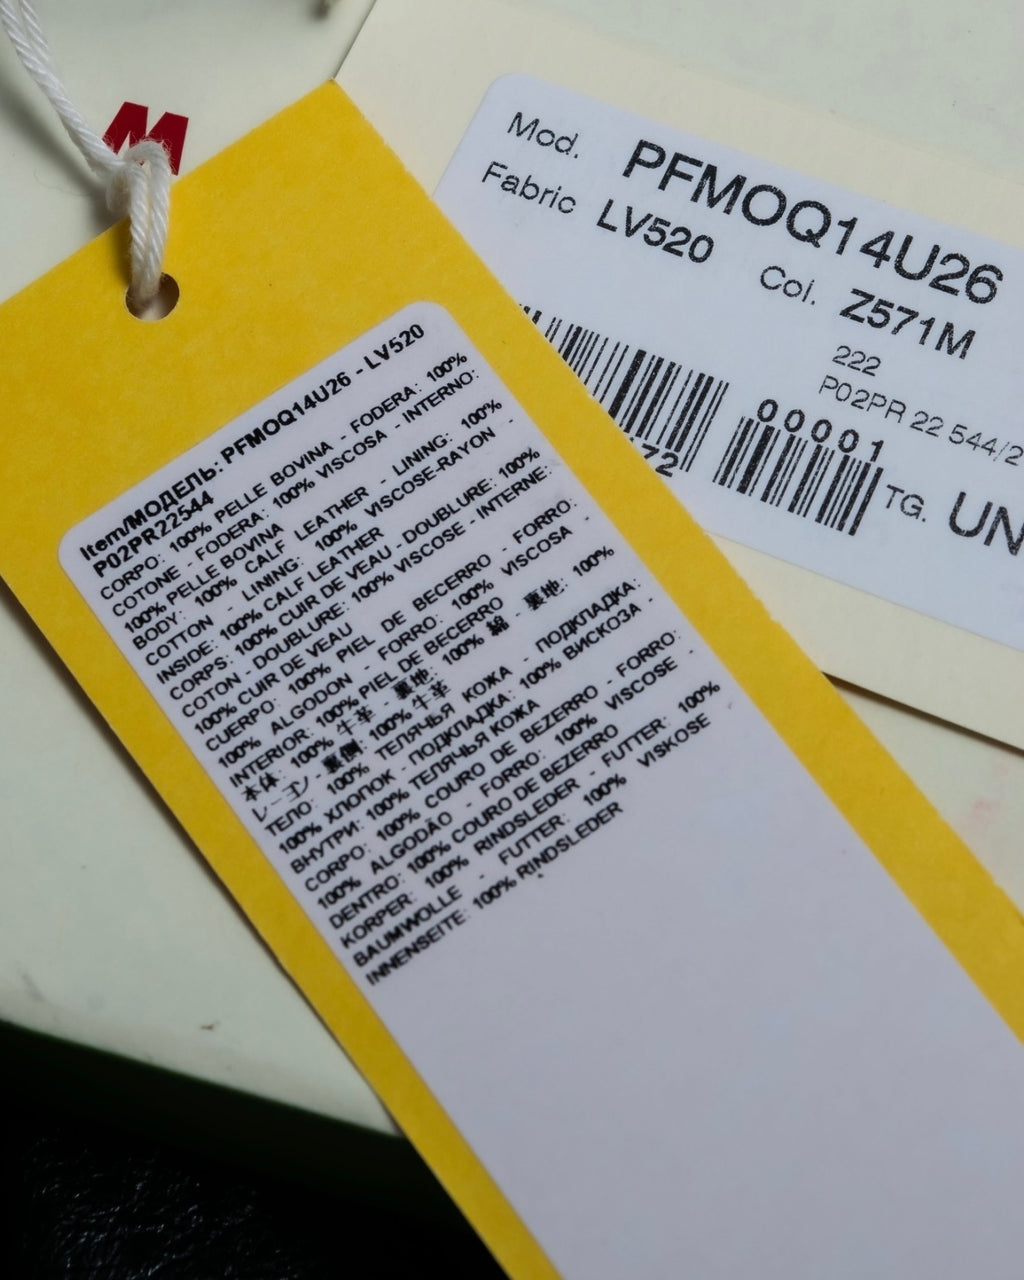 M
Mod. PFMOQ14U26
Fabric LV520 Col. Z571M
222
P02PR 22 544/2
00001
72
TG. UN
Item/МОДЕЛЬ: PFMOQ14U26 - LV520
P02PR22544
CORPO: 100% PELLE BOVINA - FODERA: 100%
COTONE - FODERA: 100% VISCOSA - INTERNO:
100% PELLE BOVINA
BODY: 100% CALF LEATHER - LINING: 100%
COTTON - LINING: 100% VISCOSE-RAYON -
INSIDE: 100% CALF LEATHER
CORPS: 100% CUIR DE VEAU - DOUBLURE: 100%
COTON - DOUBLURE: 100% VISCOSE - INTERNE:
100% CUIR DE VEAU
CUERPO: 100% PIEL DE BECERRO - FORRO:
100% ALGODON - FORRO: 100% VISCOSA -
INTERIOR: 100% PIEL DE BECERRO
本体: 100% 牛羊 - 裏地: 100% 綿 - 裏地: 100%
レーヨン - 裏側: 100% 牛羊
ТЕЛО: 100% ТЕЛЯЧЬЯ КОЖА - ПОДКЛАДКА:
100% ХЛОПОК - ПОДКЛАДКА: 100% ВИСКОЗА -
ВНУТРИ: 100% ТЕЛЯЧЬЯ КОЖА
CORPO: 100% COURO DE BEZERRO - FORRO:
100% ALGODÃO - FORRO: 100% VISCOSE -
DENTRO: 100% COURO DE BEZERRO
KORPER: 100% RINDSLEDER - FUTTER: 100%
BAUMWOLLE - FUTTER: 100% VISKOSE
INNENSEITE: 100% RINDSLEDER